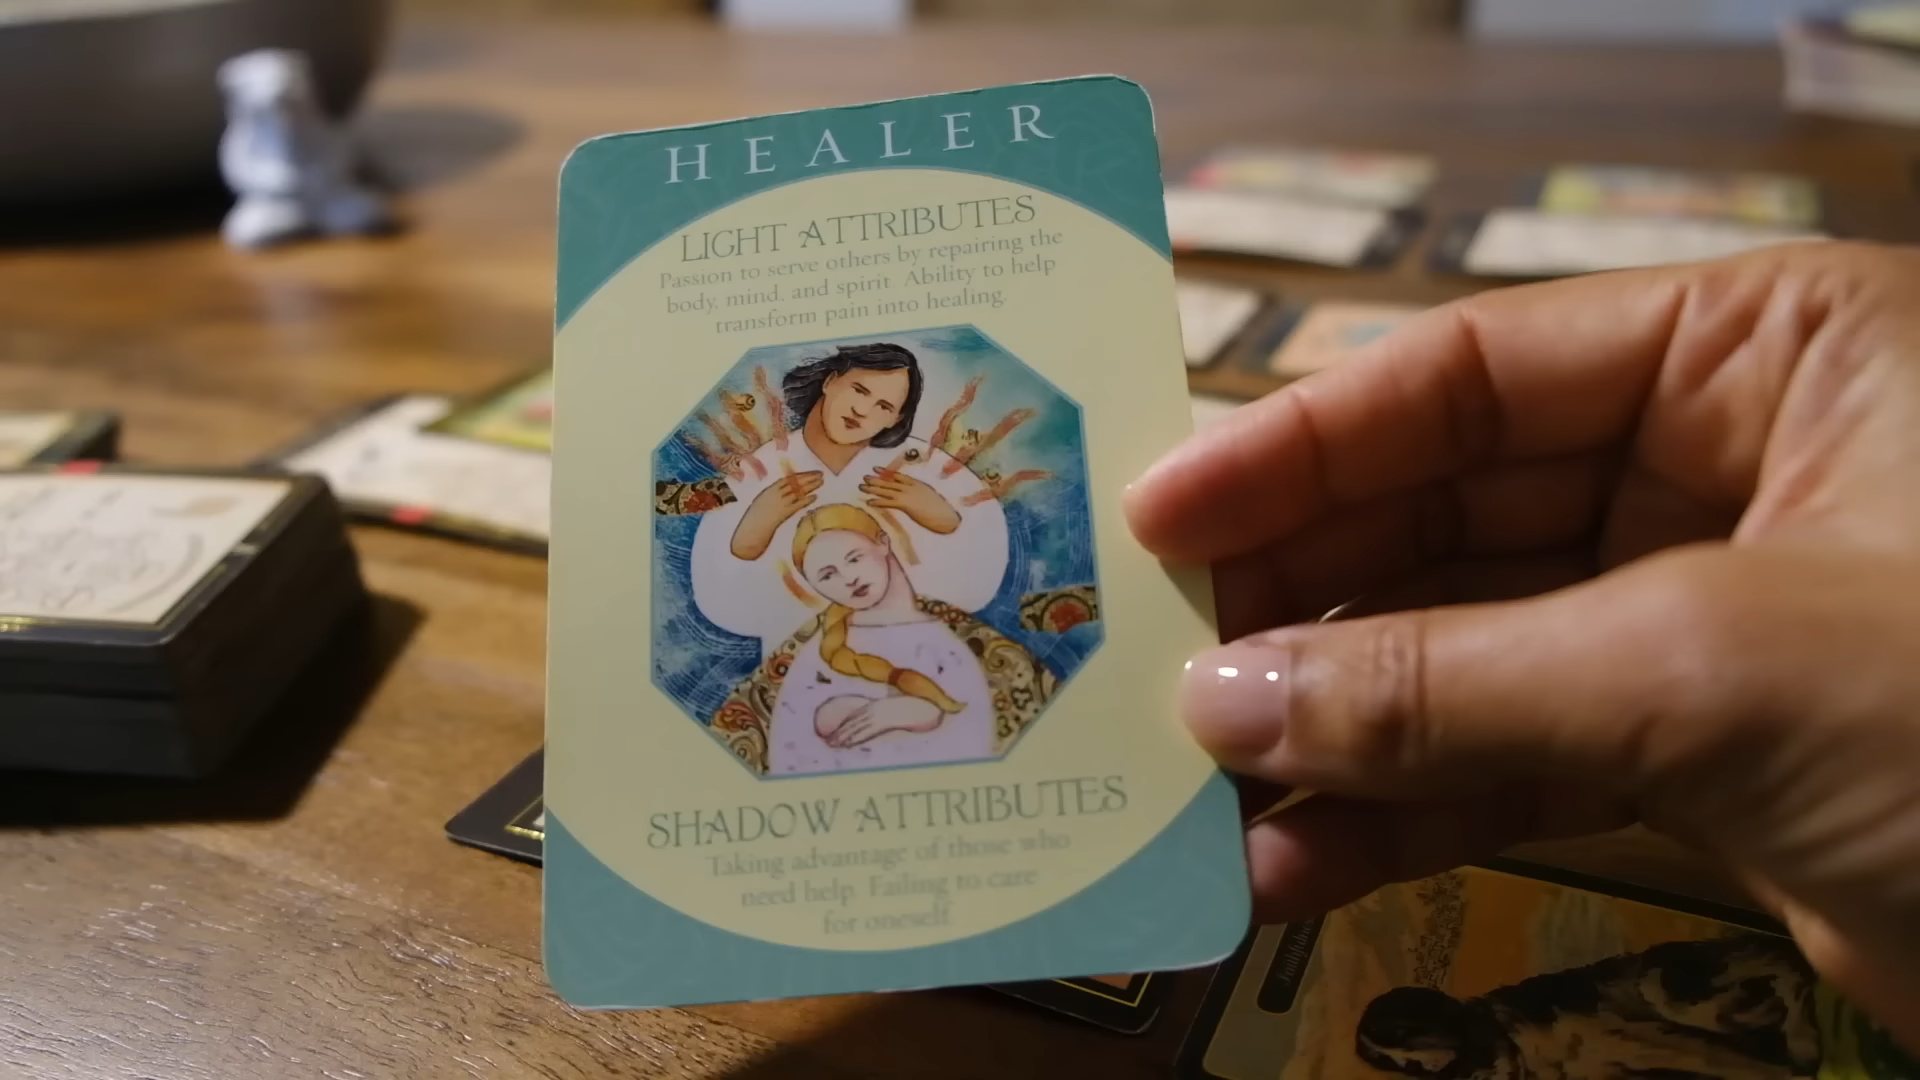 HEALER
LIGHT ATTRIBUTES
Passion to serve others by repairing the
body, mind, and spirit. Ability to help
transform pain into healing.
SHADOW ATTRIBUTES
Taking advantage of those who
need help. Failing to care
for oneself.